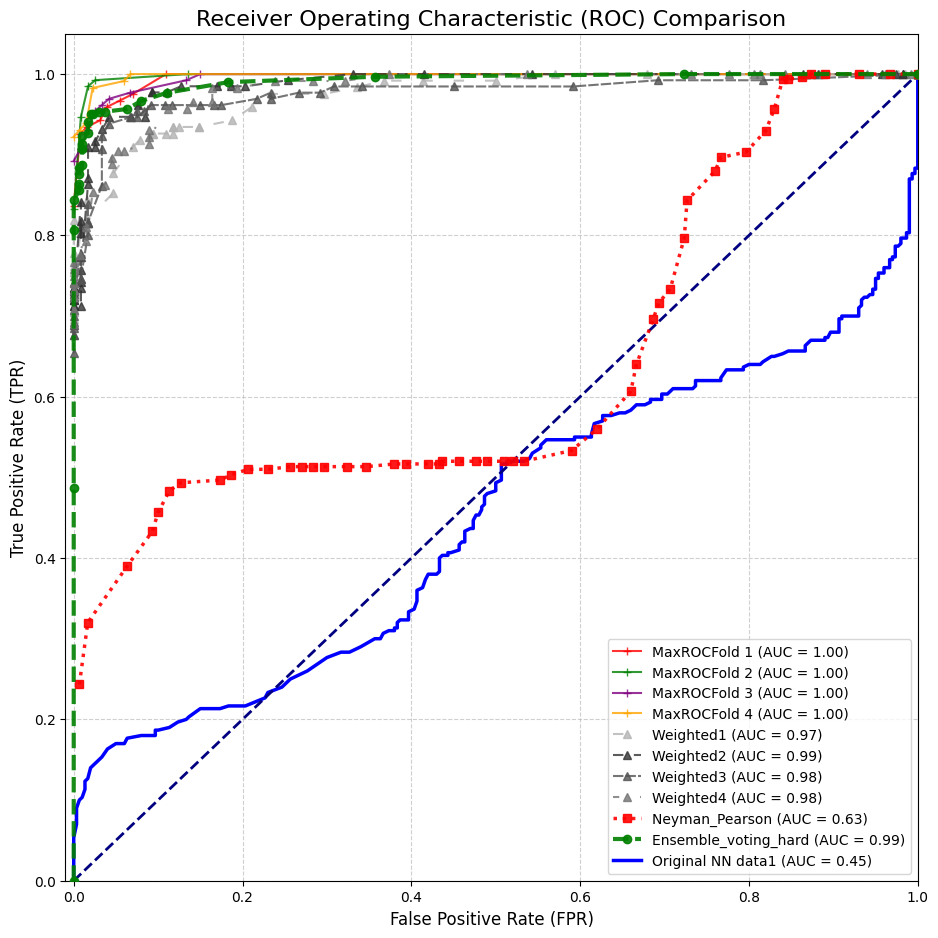 Receiver Operating Characteristic (ROC) Comparison
True Positive Rate (TPR)
1.0
0.8
0.6
0.4
0.2
0.0
MaxROCFold 1 (AUC = 1.00)
MaxROCFold 2 (AUC = 1.00)
MaxROCFold 3 (AUC = 1.00)
MaxROCFold 4 (AUC = 1.00)
Weighted1 (AUC = 0.97)
Weighted2 (AUC = 0.99)
Weighted3 (AUC = 0.98)
Weighted4 (AUC = 0.98)
Neyman_Pearson (AUC = 0.63)
Ensemble_voting_hard (AUC = 0.99)
Original NN data1 (AUC = 0.45)
0.0 0.2 0.4 0.6 0.8 1.0
False Positive Rate (FPR)